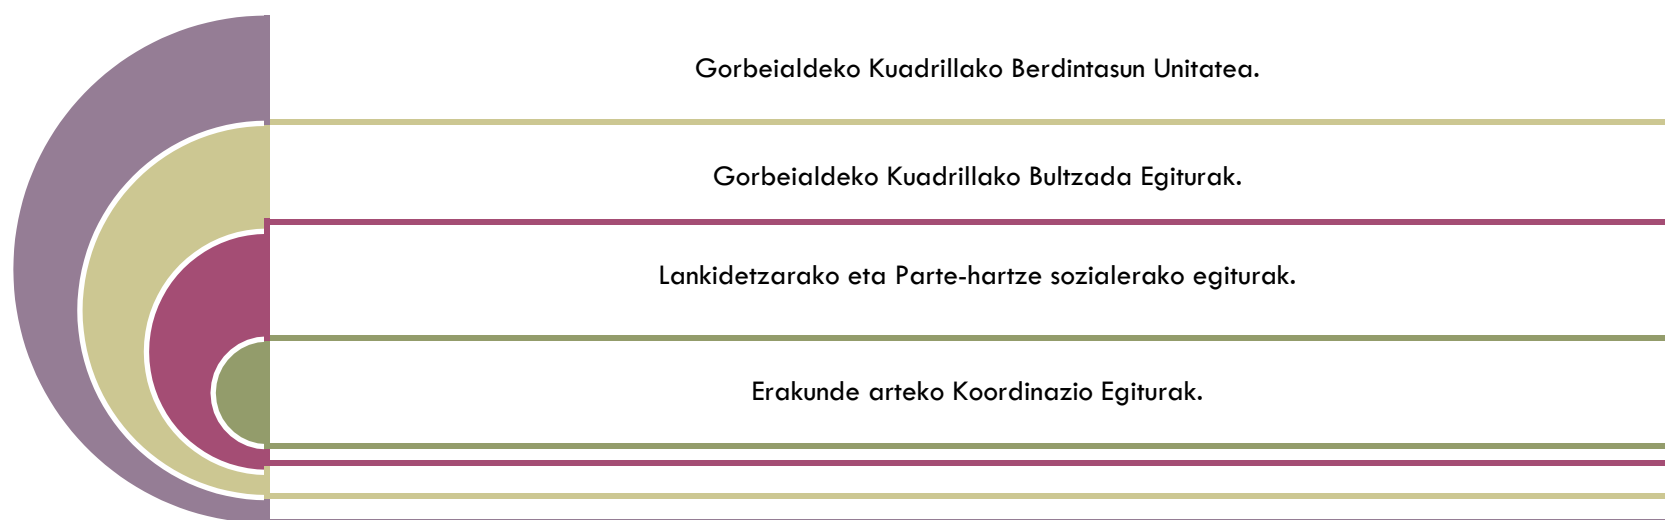 Gorbeialdeko Kuadrillako Berdintasun Unitatea.
Gorbeialdeko Kuadrillako Bultzada Egiturak.
Lankidetzarako eta Parte-hartze sozialerako egiturak.
Erakunde arteko Koordinazio Egiturak.